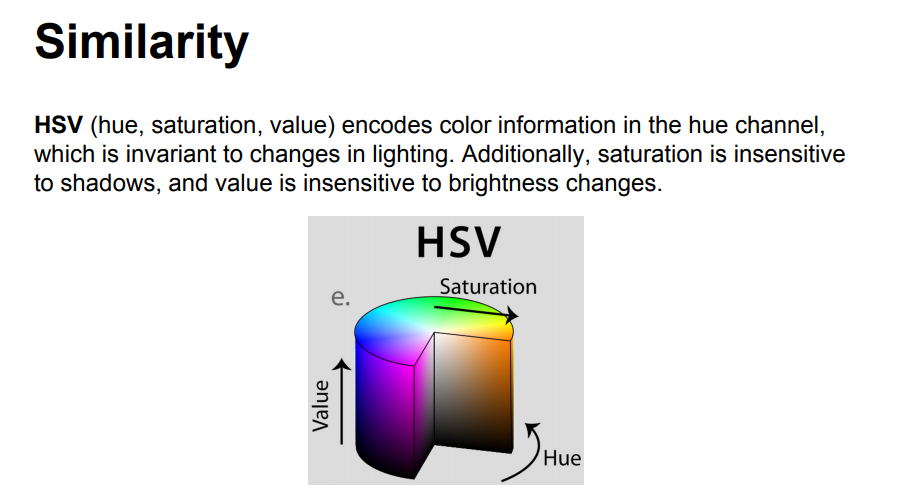 Similarity
HSV (hue, saturation, value) encodes color information in the hue channel,
which is invariant to changes in lighting. Additionally, saturation is insensitive
to shadows, and value is insensitive to brightness changes.
HSV
Saturation
e.
Value
Hue